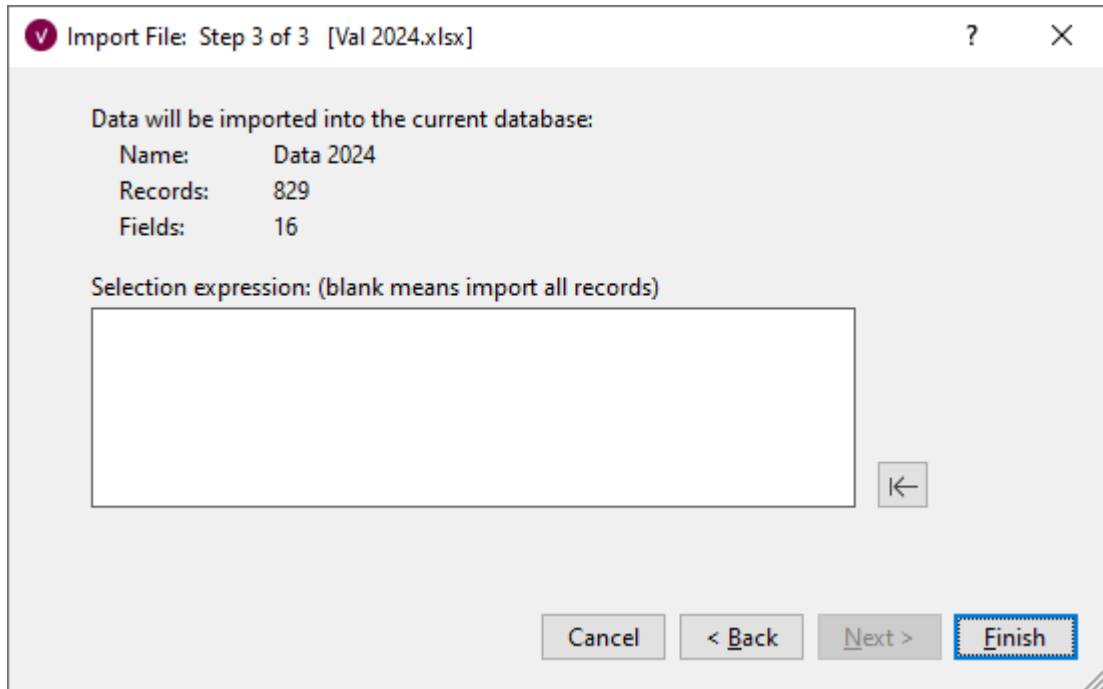 V Import File: Step 3 of 3 [Val 2024.xlsx] ?
Data will be imported into the current database:
Name: Data 2024
Records: 829
Fields: 16
Selection expression: (blank means import all records)
Cancel < Back Next > Finish